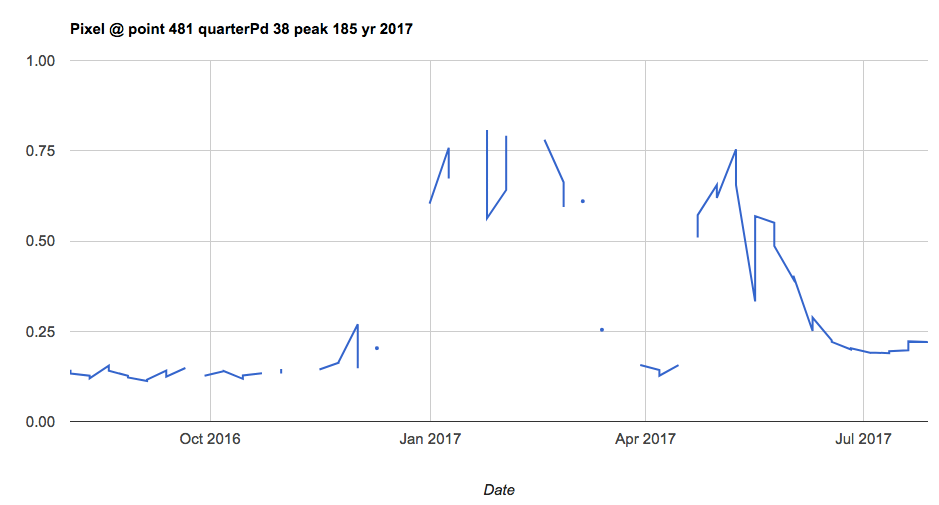 Pixel @ point 481 quarterPd 38 peak 185 yr 2017
1.00
0.75
0.50
0.25
0.00
Oct 2016 Jan 2017 Apr 2017 Jul 2017
Date